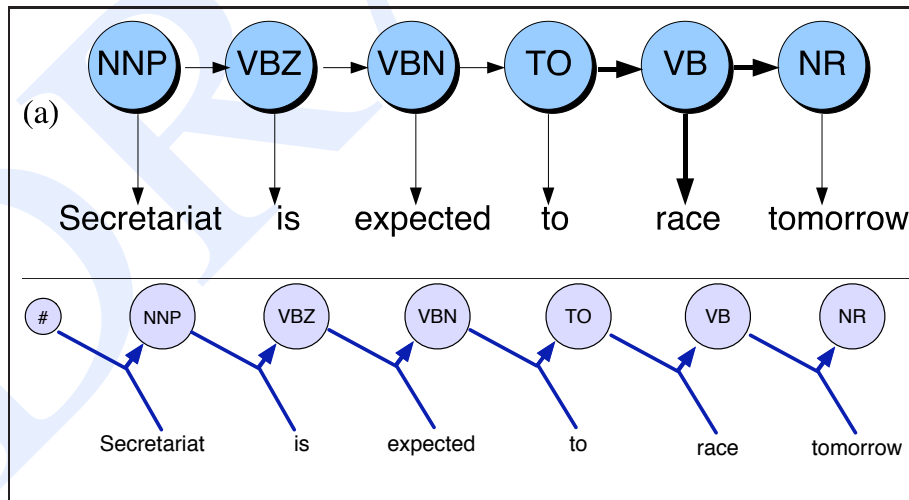 NNP VBZ VBN TO VB NR
(a)
Secretariat is expected to race tomorrow
# NNP VBZ VBN TO VB NR
Secretariat is expected to race tomorrow